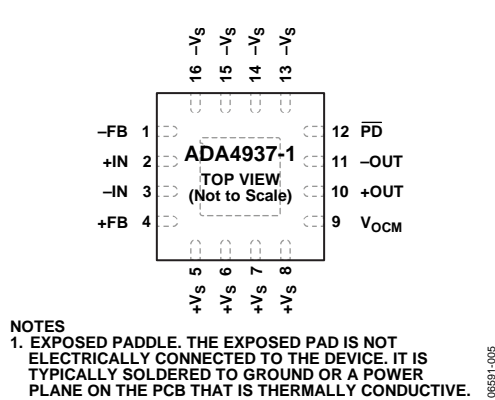 16 –VS
15 –VS
14 –VS
13 –VS
–FB 1
+IN 2
–IN 3
+FB 4
ADA4937-1
TOP VIEW
(Not to Scale)
12 PD
11 –OUT
10 +OUT
9 VOCM
5 +VS
6 +VS
7 +VS
8 +VS
NOTES
1. EXPOSED PADDLE. THE EXPOSED PAD IS NOT
ELECTRICALLY CONNECTED TO THE DEVICE. IT IS
TYPICALLY SOLDERED TO GROUND OR A POWER
PLANE ON THE PCB THAT IS THERMALLY CONDUCTIVE.
06591-005